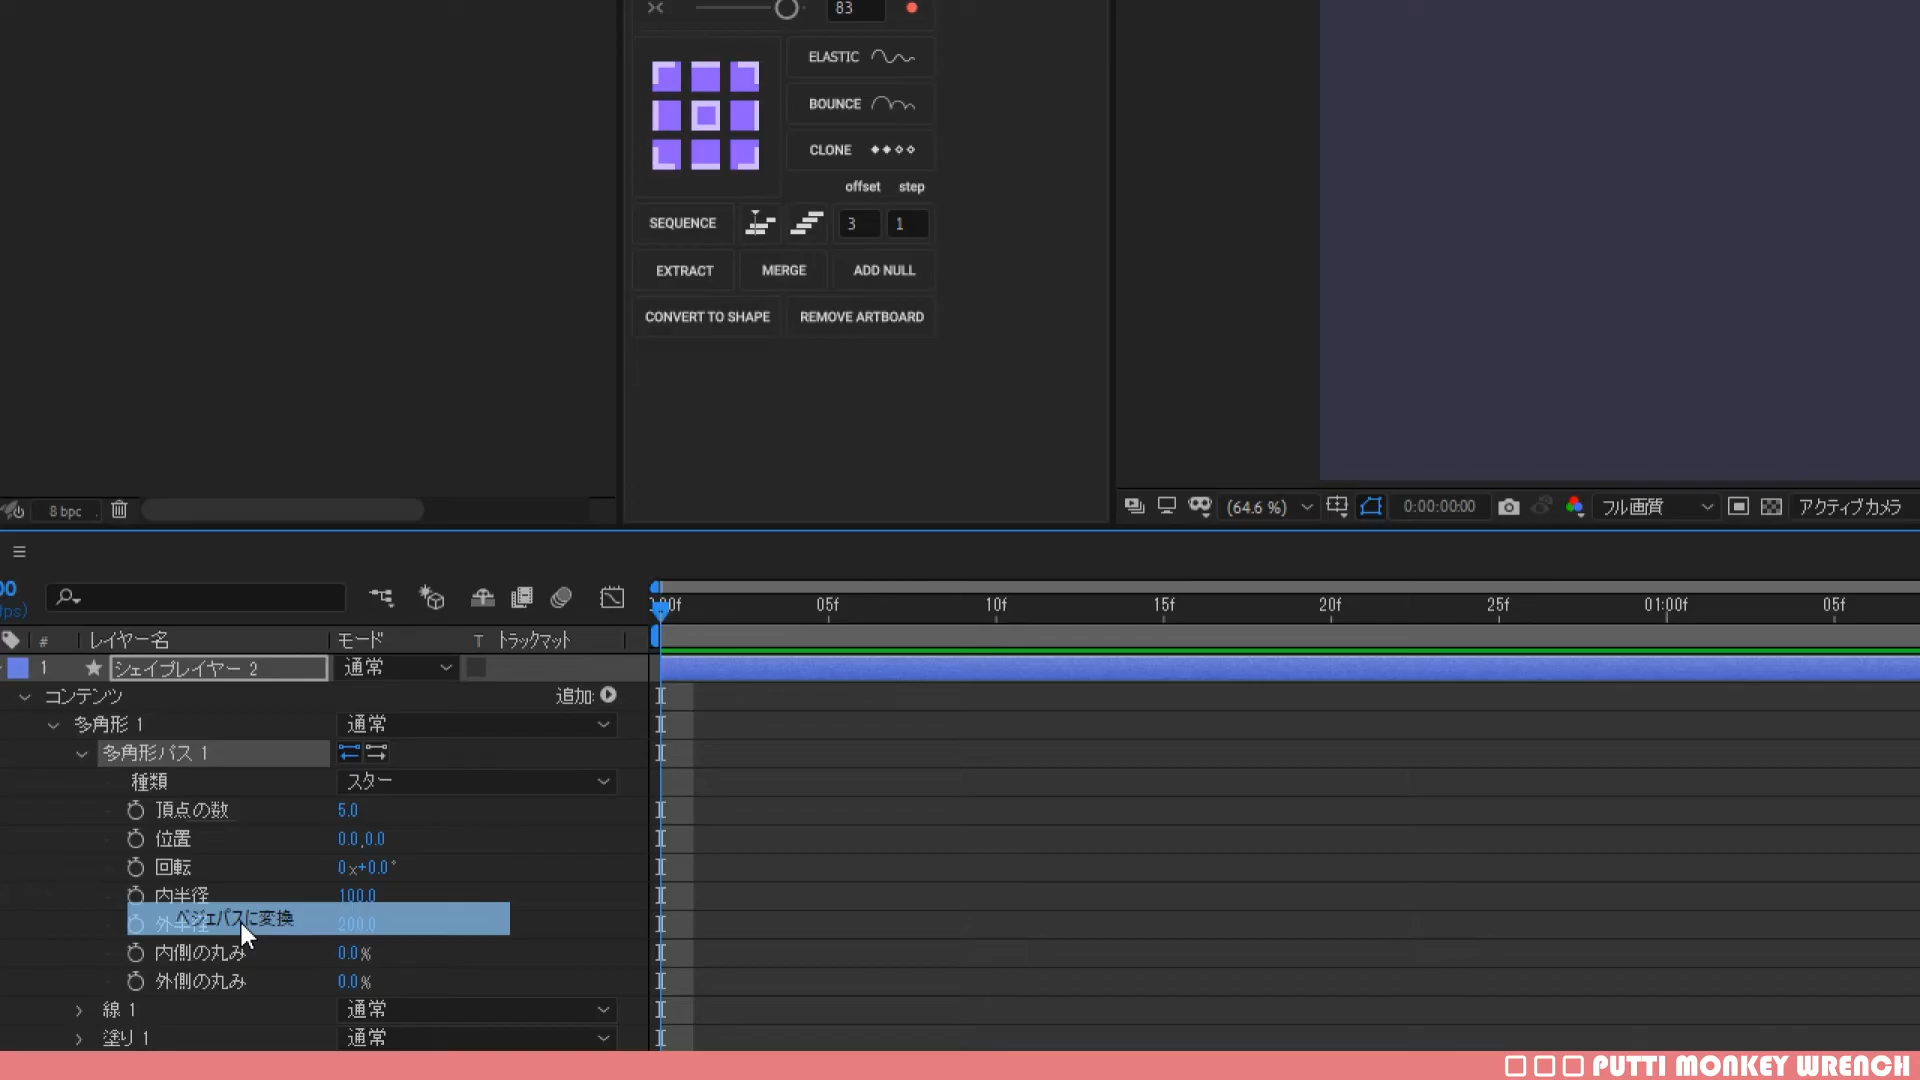 83
ELASTIC
BOUNCE
CLONE
offset step
SEQUENCE 3 1
EXTRACT MERGE ADD NULL
CONVERT TO SHAPE REMOVE ARTBOARD
8 bpc
(64.6 %) 0:00:00:00 フル画質 アクティブカメラ
00
fps)
:00f 05f 10f 15f 20f 25f 01:00f 05f
# レイヤー名 モード T トラックマット
1 シェイプレイヤー 2 通常
コンテンツ 追加:
多角形 1 通常
多角形パス 1
種類 スター
頂点の数 5.0
位置 0.0,0.0
回転 0x+0.0°
内半径 100.0
ベジェパスに変換
外半径 200.0
内側の丸み 0.0%
外側の丸み 0.0%
線 1 通常
塗り 1 通常
PUTTI MONKEY WRENCH